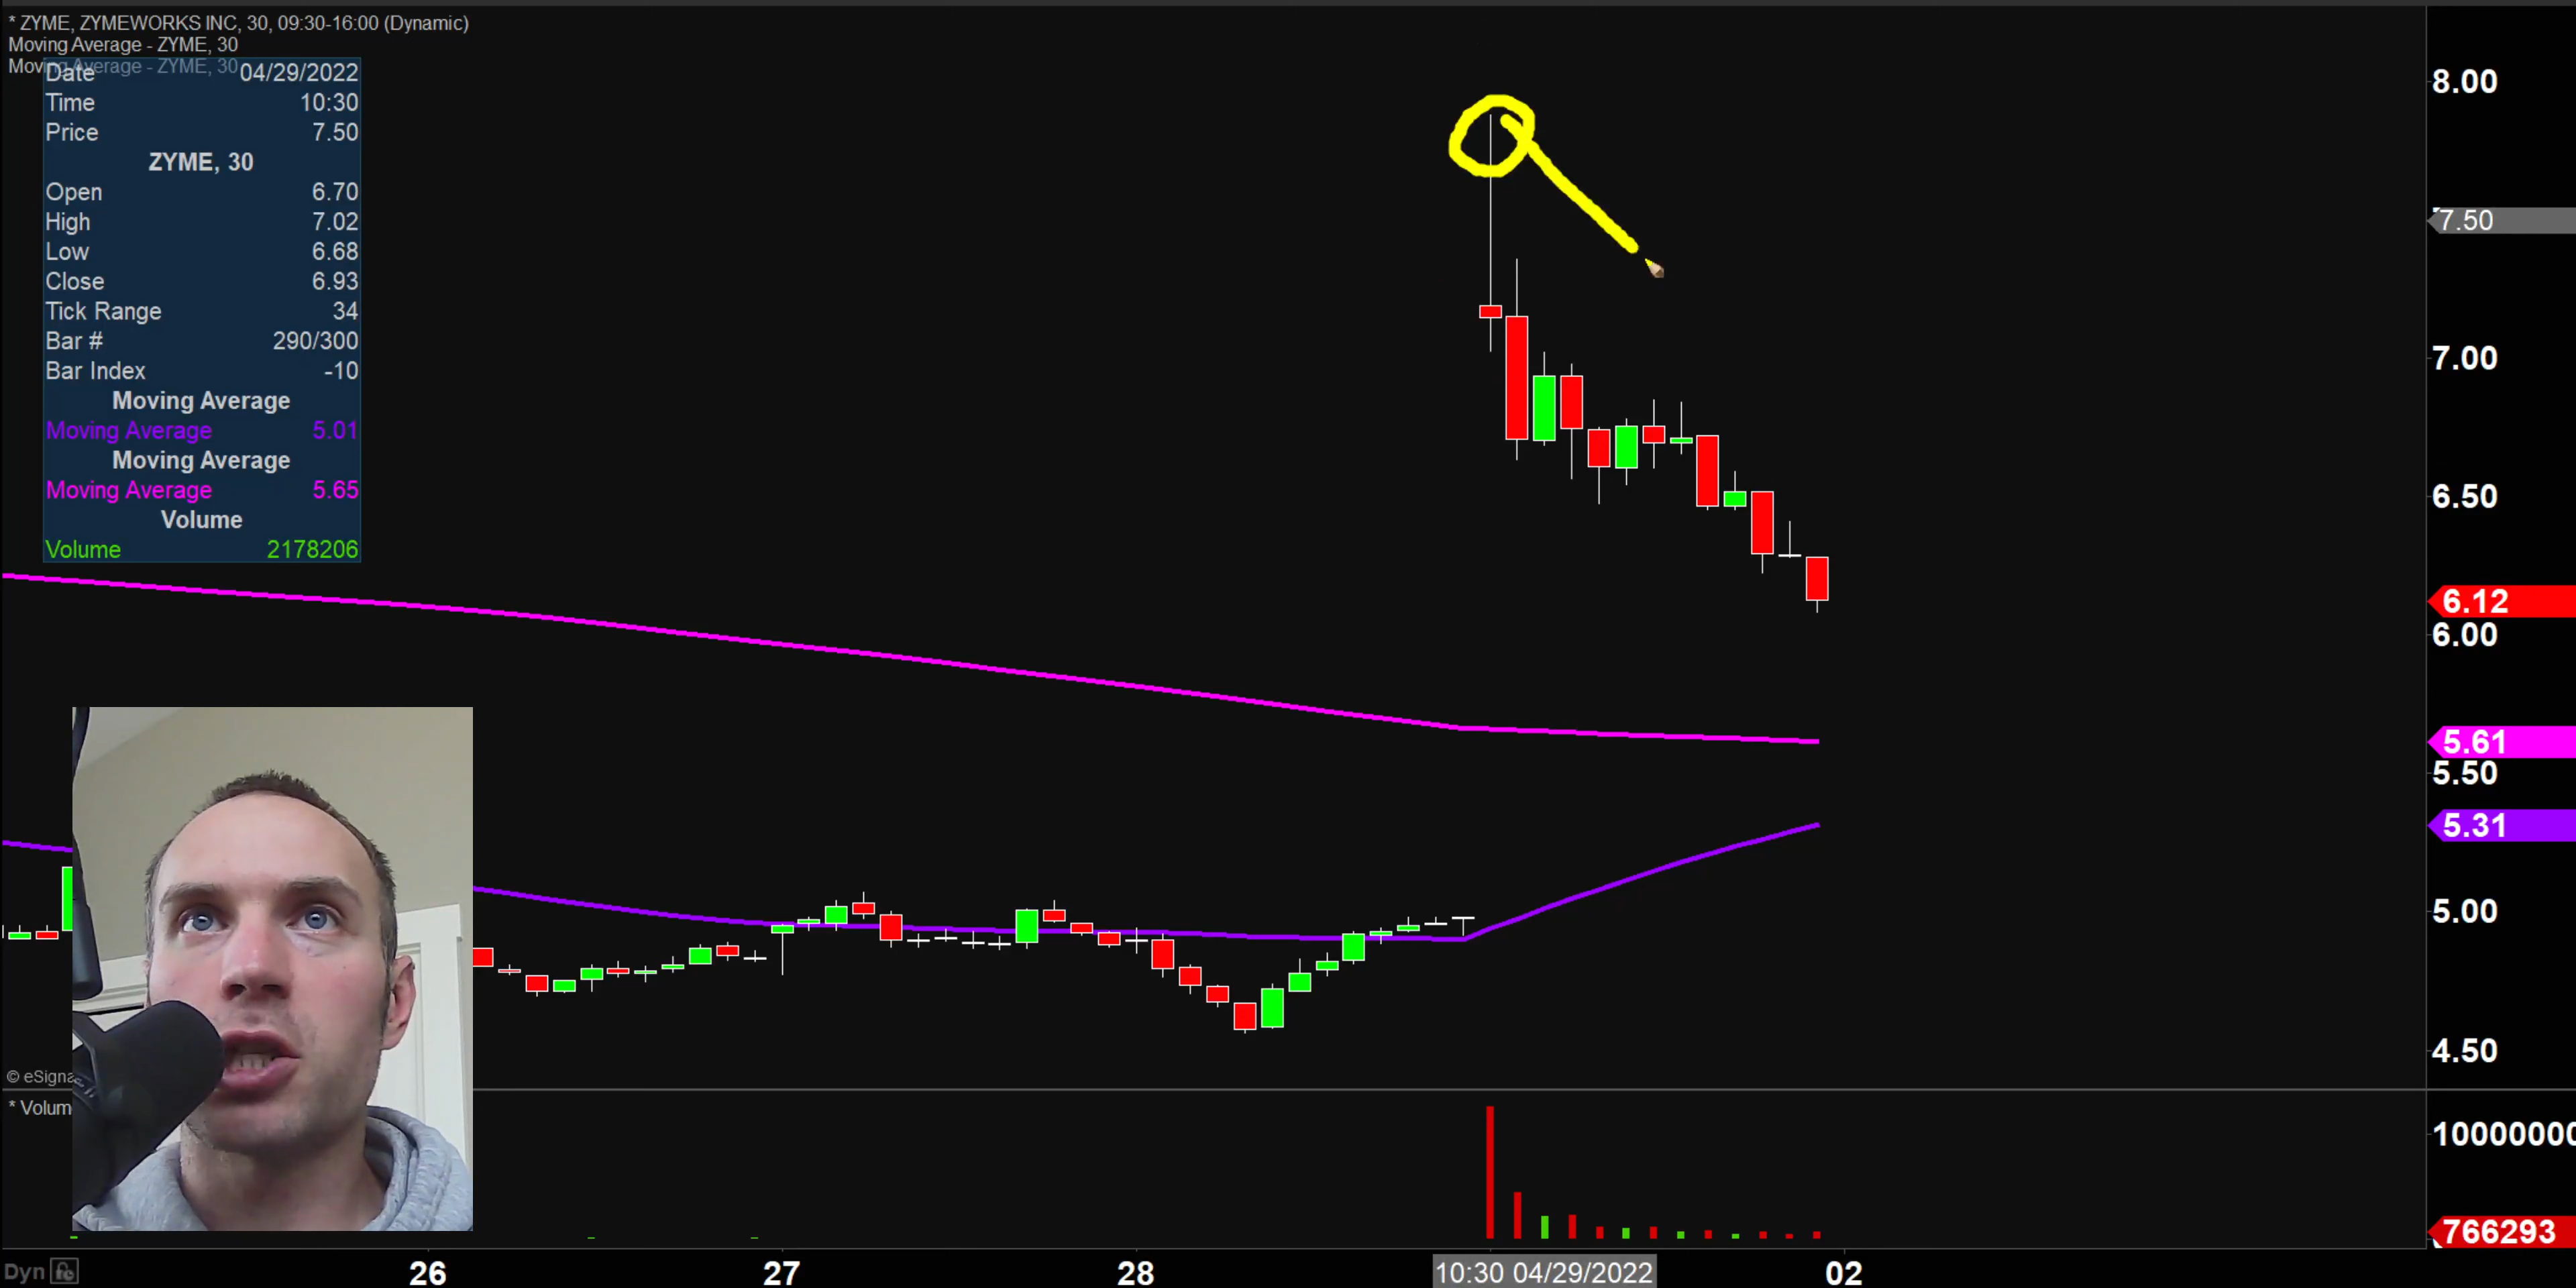 * ZYME, ZYMEWORKS INC, 30, 09:30-16:00 (Dynamic)
Moving Average - ZYME, 30
Moving Average - ZYME, 30
Date 04/29/2022
Time 10:30
Price 7.50
ZYME, 30
Open 6.70
High 7.02
Low 6.68
Close 6.93
Tick Range 34
Bar # 290/300
Bar Index -10
Moving Average
Moving Average 5.01
Moving Average
Moving Average 5.65
Volume
Volume 2178206
8.00
7.50
7.00
6.50
6.12
6.00
5.61
5.50
5.31
5.00
4.50
© eSigna
* Volum
10000000
766293
Dyn 26 27 28 10:30 04/29/2022 02